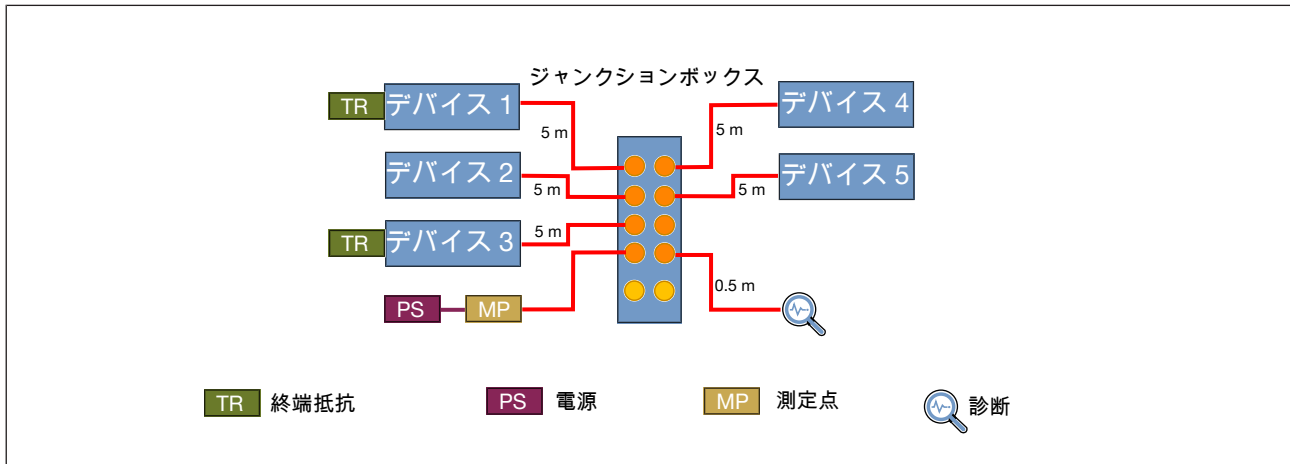 ジャンクションボックス
TR デバイス 1
5 m
デバイス 4
5 m
デバイス 2
5 m
デバイス 5
5 m
TR デバイス 3
5 m
PS MP
0.5 m
TR 終端抵抗
PS 電源
MP 測定点
診断